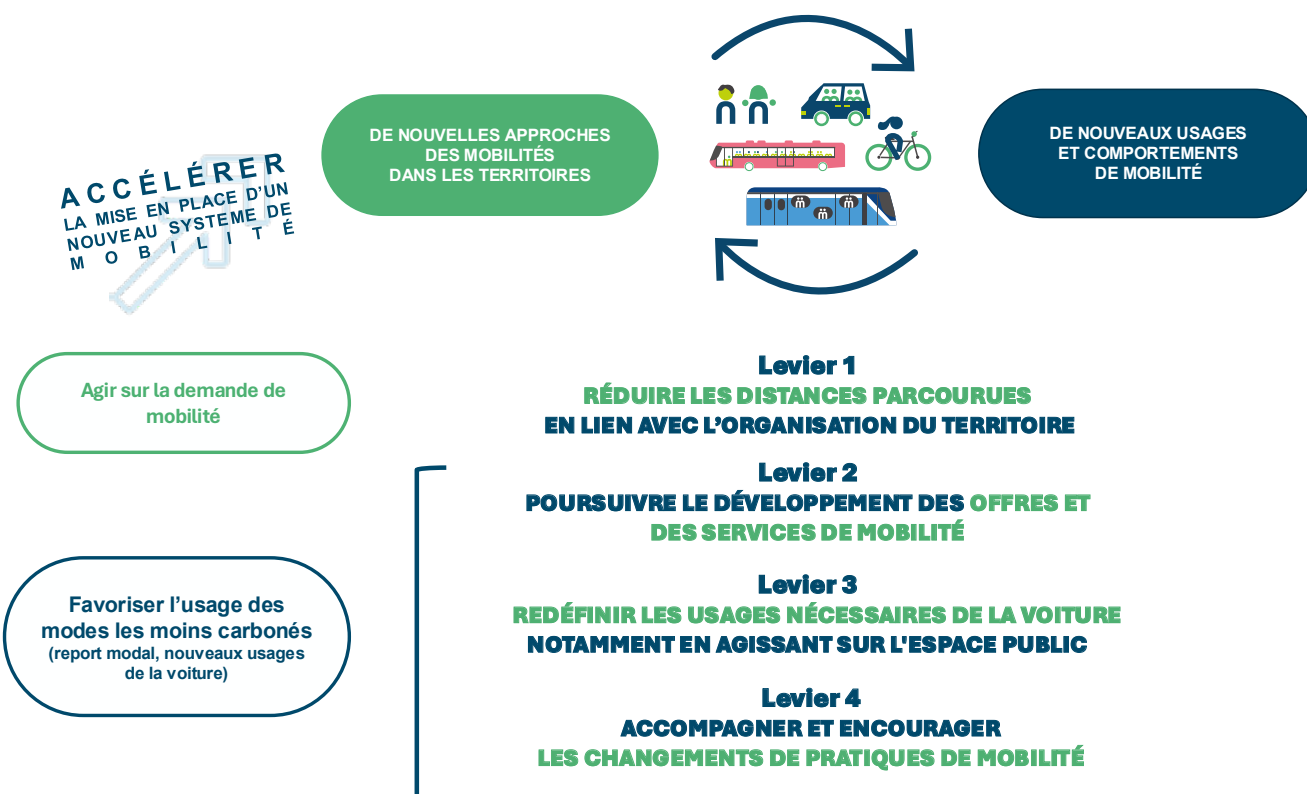 ACCÉLÉRER
LA MISE EN PLACE D'UN
NOUVEAU SYSTEME DE
MOBILITÉ
DE NOUVELLES APPROCHES
DES MOBILITÉS
DANS LES TERRITOIRES
DE NOUVEAUX USAGES
ET COMPORTEMENTS
DE MOBILITÉ
Agir sur la demande de
mobilité
Levier 1
RÉDUIRE LES DISTANCES PARCOURUES
EN LIEN AVEC L’ORGANISATION DU TERRITOIRE
Levier 2
POURSUIVRE LE DÉVELOPPEMENT DES OFFRES ET
DES SERVICES DE MOBILITÉ
Favoriser l’usage des
modes les moins carbonés
(report modal, nouveaux usages
de la voiture)
Levier 3
REDÉFINIR LES USAGES NÉCESSAIRES DE LA VOITURE
NOTAMMENT EN AGISSANT SUR L'ESPACE PUBLIC
Levier 4
ACCOMPAGNER ET ENCOURAGER
LES CHANGEMENTS DE PRATIQUES DE MOBILITÉ